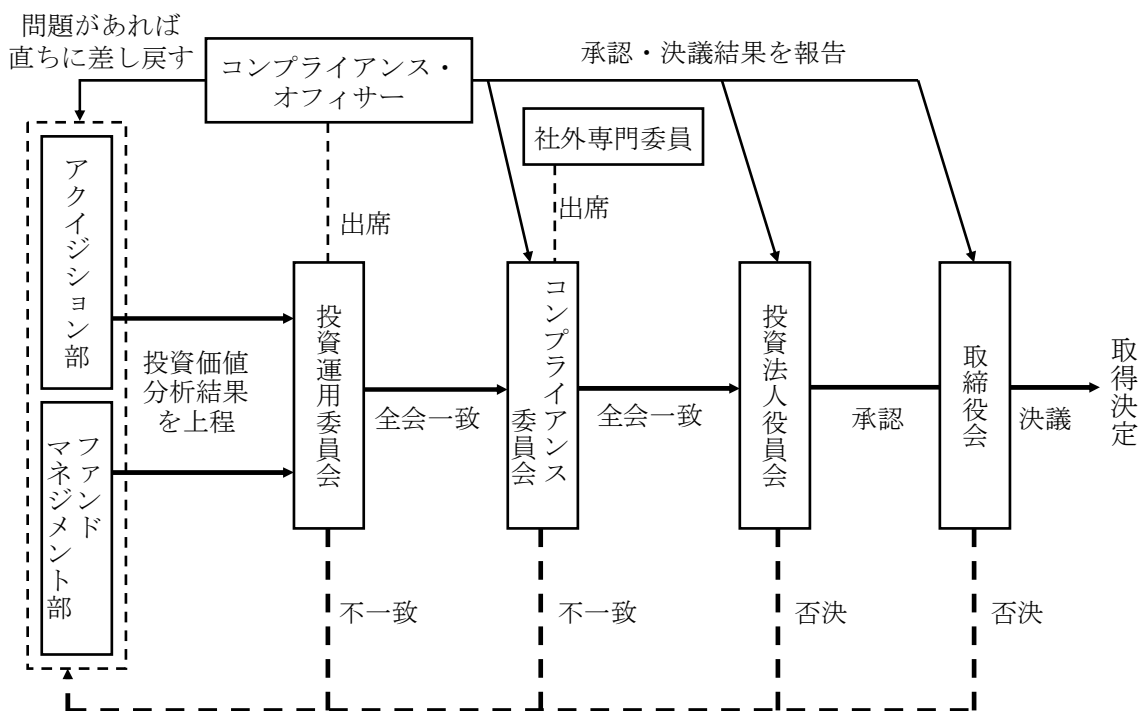 問題があれば
直ちに差し戻す
コンプライアンス・
オフィサー
承認・決議結果を報告
社外専門委員
出席
出席
アクイジション部
ファンド
マネジメント部
投資価値
分析結果
を上程
投資運用委員会
全会一致
コンプライアンス
委員会
全会一致
投資法人役員会
承認
取締役会
決議
取得決定
不一致
不一致
否決
否決